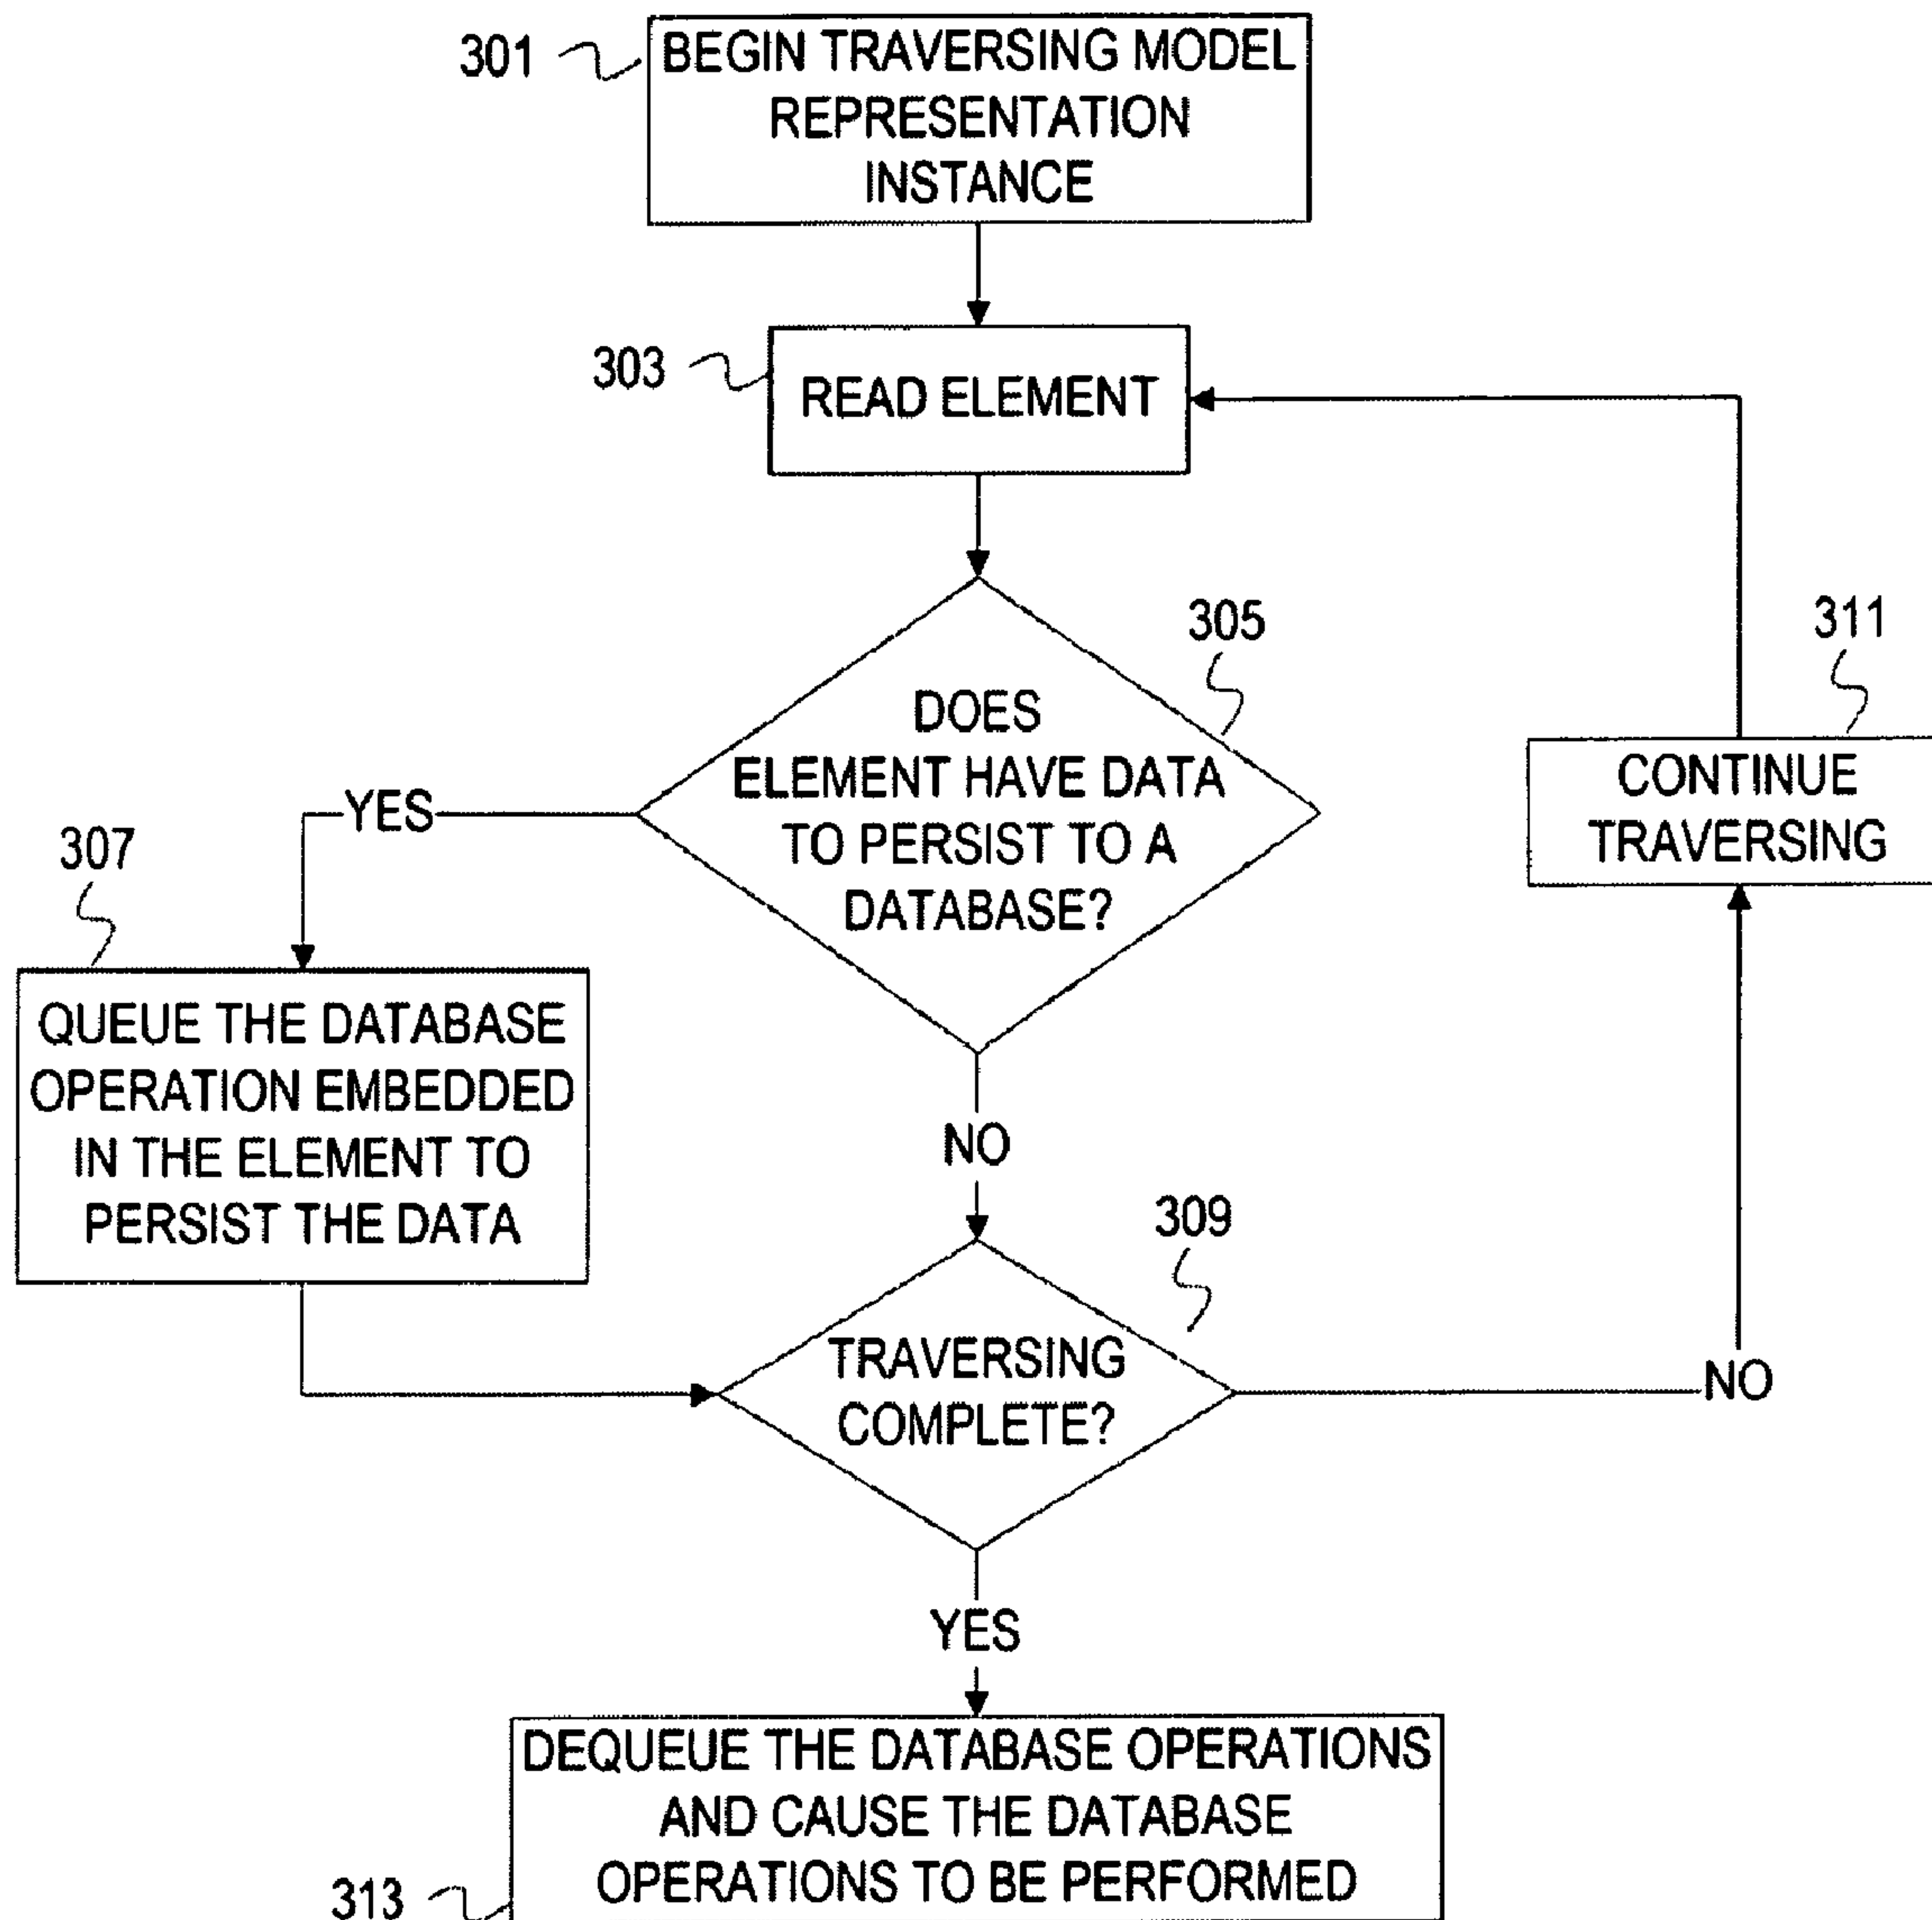 301
BEGIN TRAVERSING MODEL
REPRESENTATION
INSTANCE
303
READ ELEMENT
305
DOES
ELEMENT HAVE DATA
TO PERSIST TO A
DATABASE?
311
CONTINUE
TRAVERSING
YES
307
QUEUE THE DATABASE
OPERATION EMBEDDED
IN THE ELEMENT TO
PERSIST THE DATA
NO
309
TRAVERSING
COMPLETE?
NO
YES
DEQUEUE THE DATABASE OPERATIONS
AND CAUSE THE DATABASE
OPERATIONS TO BE PERFORMED
313